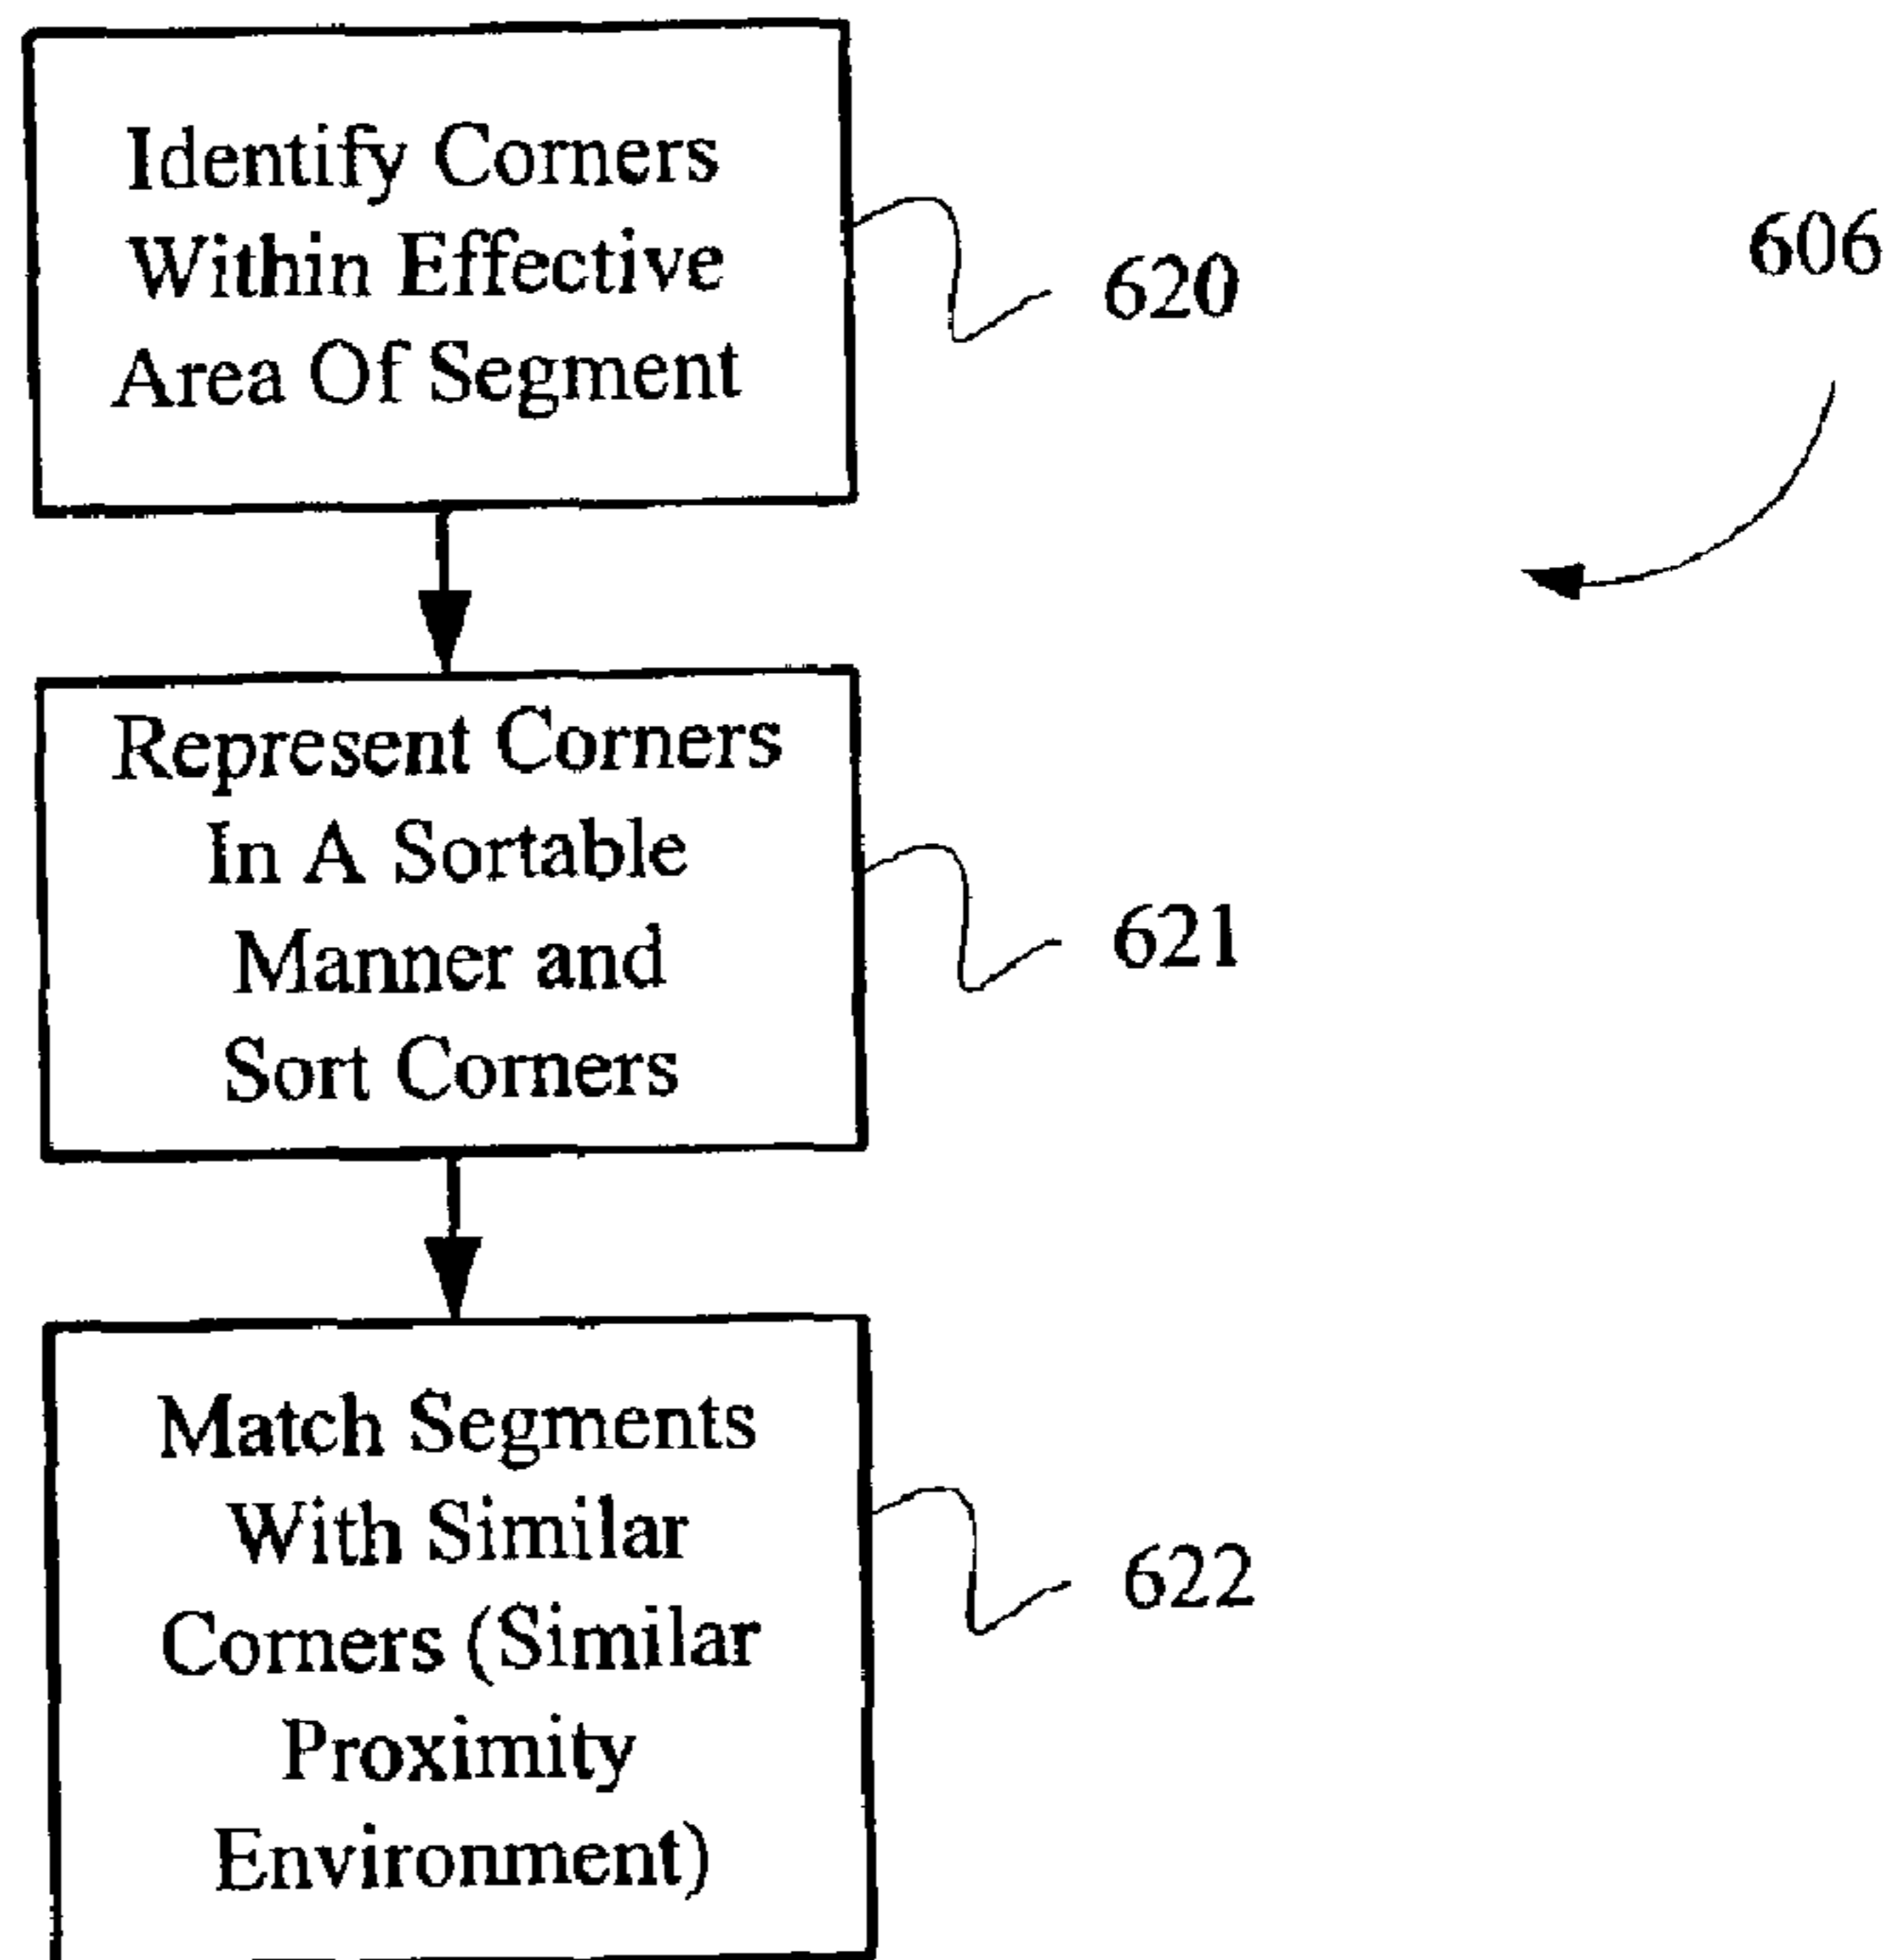 Identify Corners
Within Effective
Area Of Segment
620
606
Represent Corners
In A Sortable
Manner and
Sort Corners
621
Match Segments
With Similar
Corners (Similar
Proximity
Environment)
622